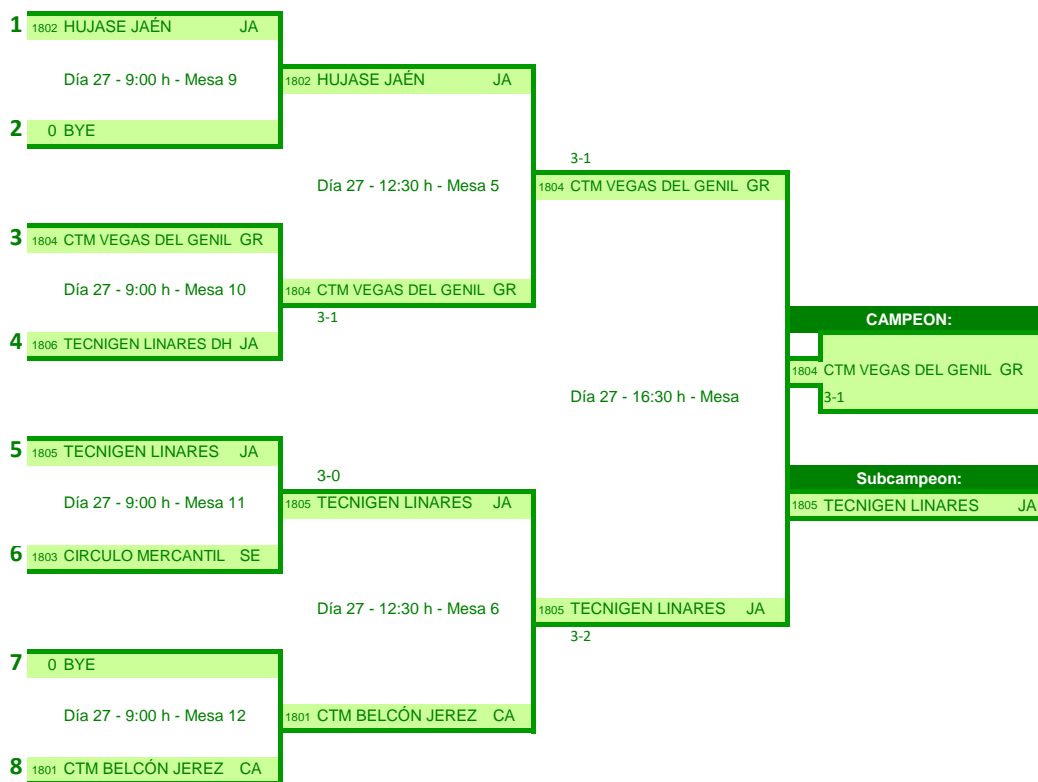 1 1802 HUJASE JAÉN JA
Día 27 - 9:00 h - Mesa 9
1802 HUJASE JAÉN JA
2 0 BYE
3-1
Día 27 - 12:30 h - Mesa 5
1804 CTM VEGAS DEL GENIL GR
3 1804 CTM VEGAS DEL GENIL GR
Día 27 - 9:00 h - Mesa 10
1804 CTM VEGAS DEL GENIL GR
3-1
CAMPEON:
4 1806 TECNIGEN LINARES DH JA
1804 CTM VEGAS DEL GENIL GR
Día 27 - 16:30 h - Mesa
3-1
5 1805 TECNIGEN LINARES JA
3-0
Subcampeon:
Día 27 - 9:00 h - Mesa 11
1805 TECNIGEN LINARES JA
1805 TECNIGEN LINARES JA
6 1803 CIRCULO MERCANTIL SE
Día 27 - 12:30 h - Mesa 6
1805 TECNIGEN LINARES JA
3-2
7 0 BYE
Día 27 - 9:00 h - Mesa 12
1801 CTM BELCÓN JEREZ CA
8 1801 CTM BELCÓN JEREZ CA